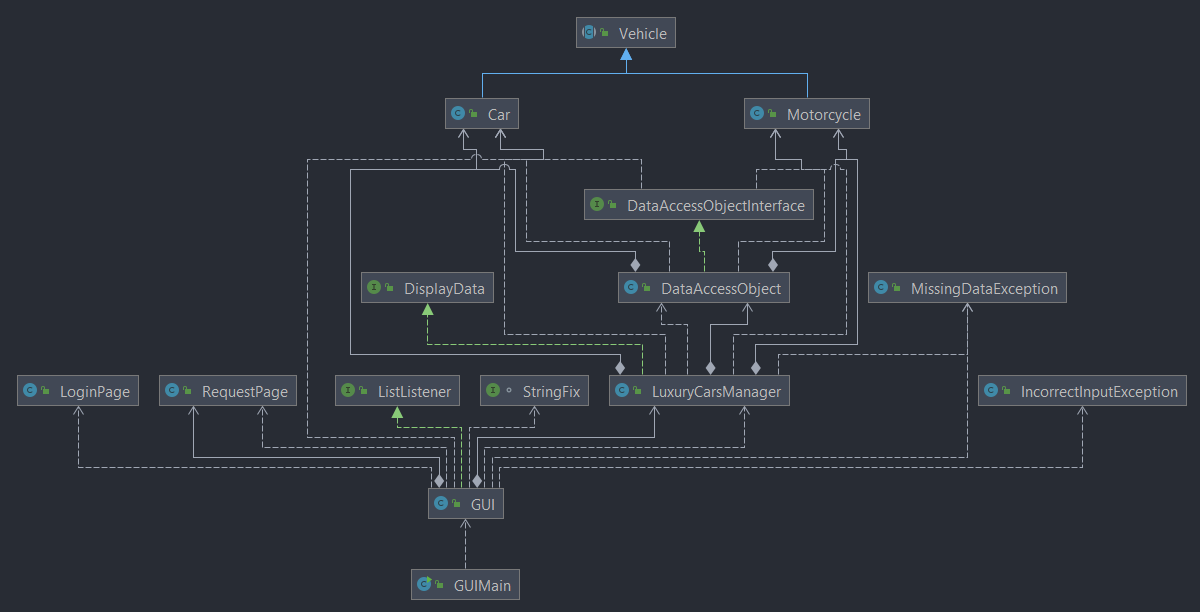 Vehicle
Car
Motorcycle
DataAccessObjectInterface
DisplayData
DataAccessObject
MissingDataException
LoginPage
RequestPage
ListListener
StringFix
LuxuryCarsManager
IncorrectInputException
GUI
GUIMain